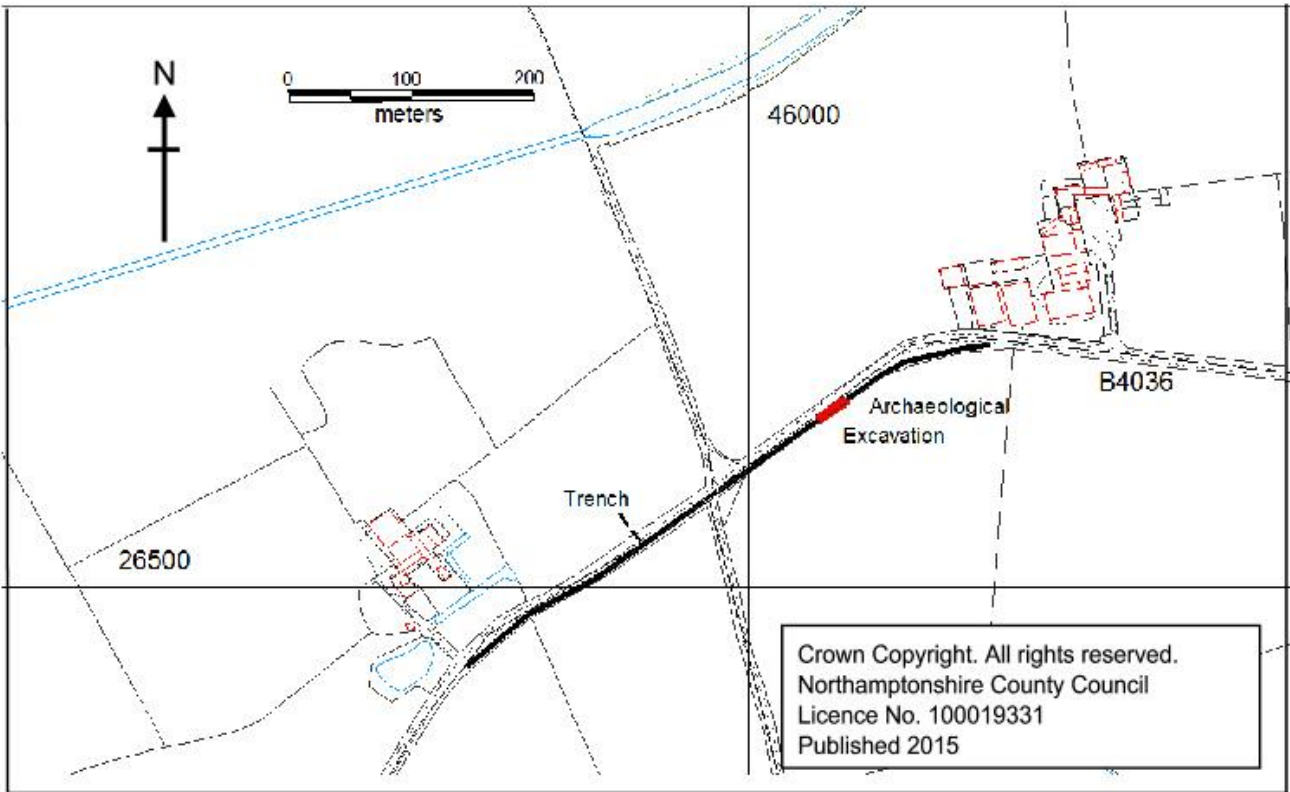 N
0 100 200
meters
46000
B4036
Archaeological
Excavation
Trench
26500
Crown Copyright. All rights reserved.
Northamptonshire County Council
Licence No. 100019331
Published 2015